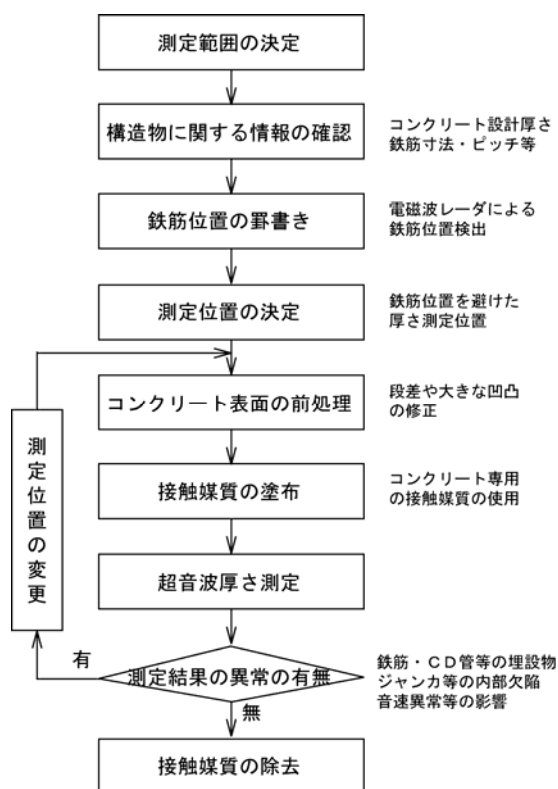 測定範囲の決定
構造物に関する情報の確認
コンクリート設計厚さ
鉄筋寸法・ピッチ等
鉄筋位置の罫書き
電磁波レーダによる
鉄筋位置検出
測定位置の決定
鉄筋位置を避けた
厚さ測定位置
コンクリート表面の前処理
段差や大きな凹凸
の修正
測定位置の変更
接触媒質の塗布
コンクリート専用
の接触媒質の使用
超音波厚さ測定
有
測定結果の異常の有無
鉄筋・CD管等の埋設物
ジャンカ等の内部欠陥
音速異常等の影響
無
接触媒質の除去